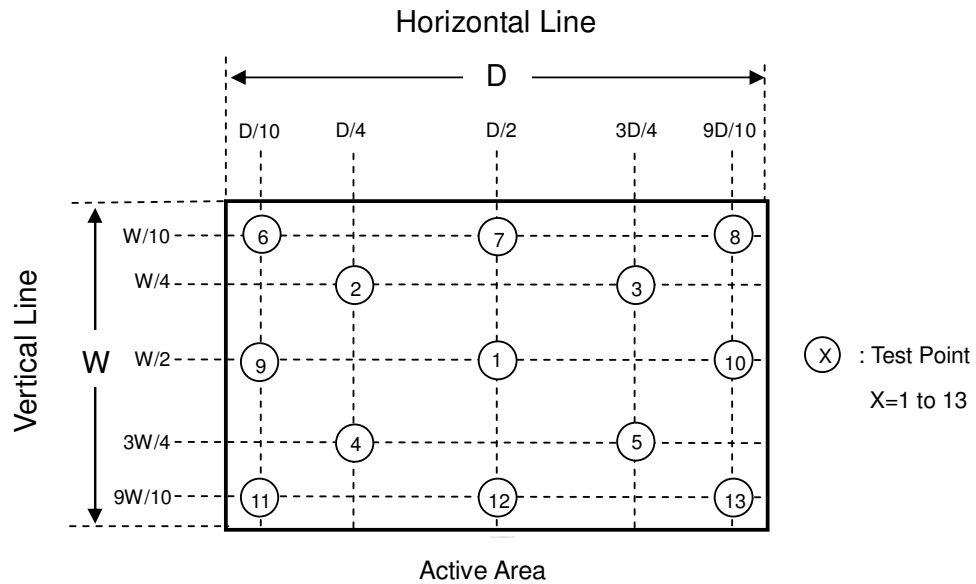 Horizontal Line
D
D/10 D/4 D/2 3D/4 9D/10
W/10 6 7 8
W/4 2 3
Vertical Line
W
W/2 9 1 10
X : Test Point
X=1 to 13
3W/4 4 5
9W/10 11 12 13
Active Area